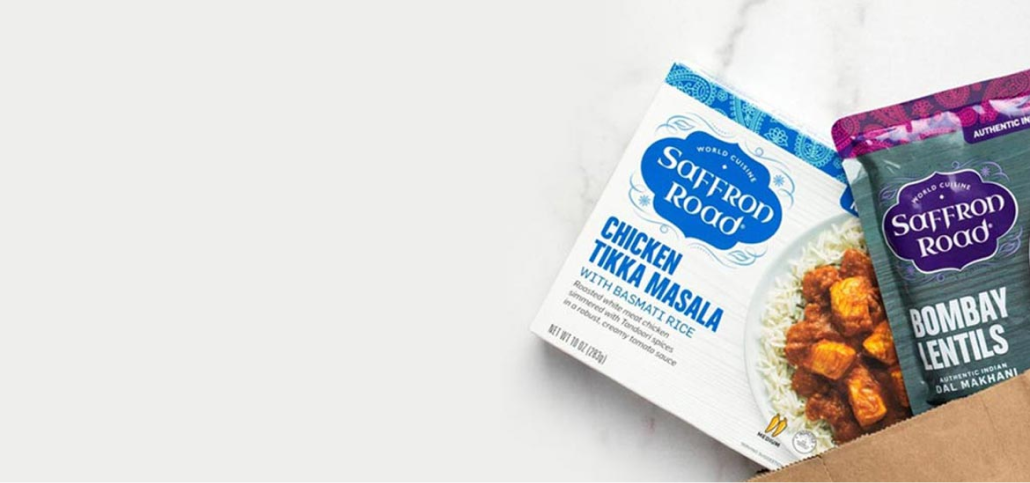 WORLD CUISINE
SAFFRON
ROAD
CHICKEN
TIKKA MASALA
WITH BASMATI RICE
Roasted white meat chicken
simmered with Tandoori spices
in a robust, creamy tomato sauce
NET WT 10 OZ (283g)
MEDIUM
AUTHENTIC IN
WORLD CUISINE
SAFFRON
ROAD
BOMBAY
LENTILS
AUTHENTIC INDIAN
DAL MAKHANI